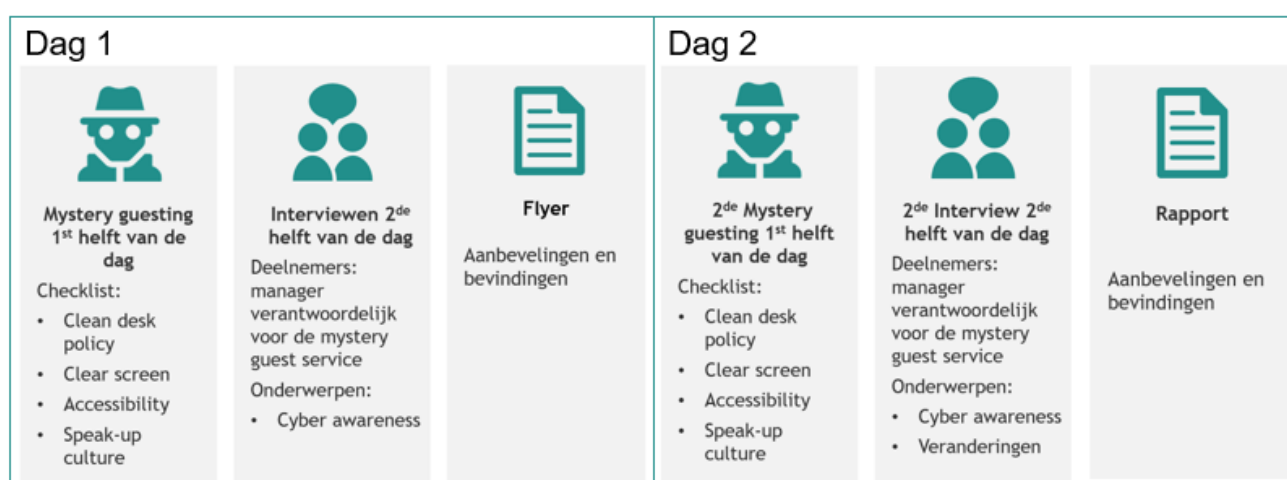 Dag 1
Mystery guesting
1st helft van de
dag
Checklist:
• Clean desk
policy
• Clear screen
• Accessibility
• Speak-up
culture
Interviewen 2de
helft van de dag
Deelnemers:
manager
verantwoordelijk
voor de mystery
guest service
Onderwerpen:
• Cyber awareness
Flyer
Aanbevelingen en
bevindingen
Dag 2
2de Mystery
guesting 1st helft
van de dag
Checklist:
• Clean desk
policy
• Clear screen
• Accessibility
• Speak-up
culture
2de Interview 2de
helft van de dag
Deelnemers:
manager
verantwoordelijk
voor de mystery
guest service
Onderwerpen:
• Cyber awareness
• Veranderingen
Rapport
Aanbevelingen en
bevindingen